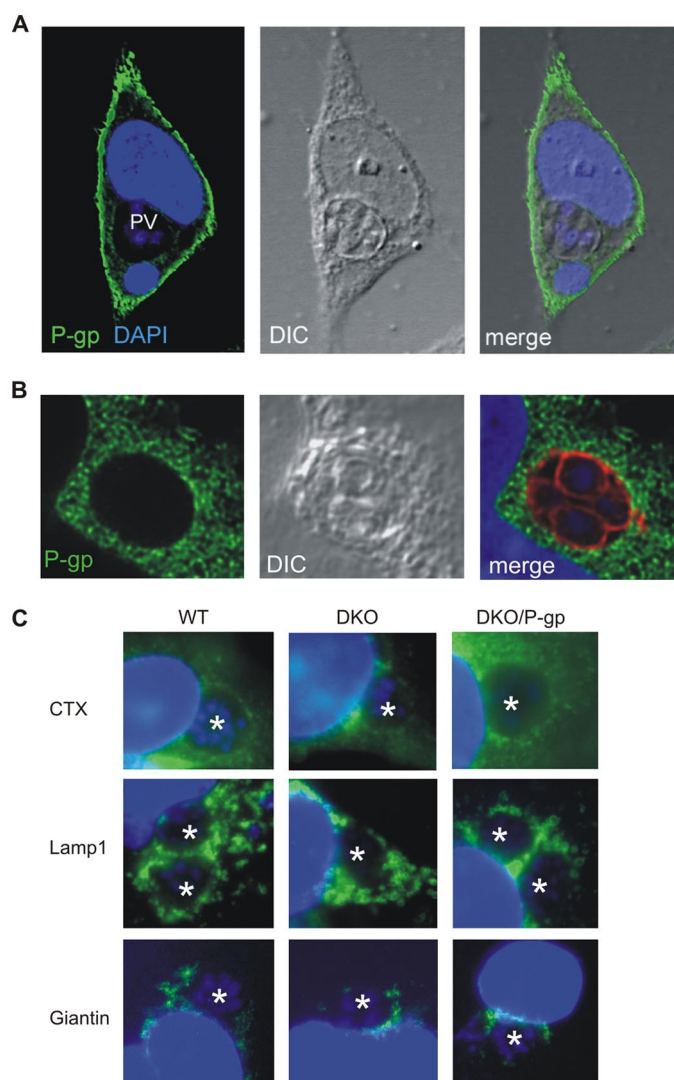 A
PV
P-gp DAPI
DIC
merge
B
P-gp
DIC
merge
C
WT DKO DKO/P-gp
CTX
* * *
Lamp1
* * * * *
Giantin
* * *